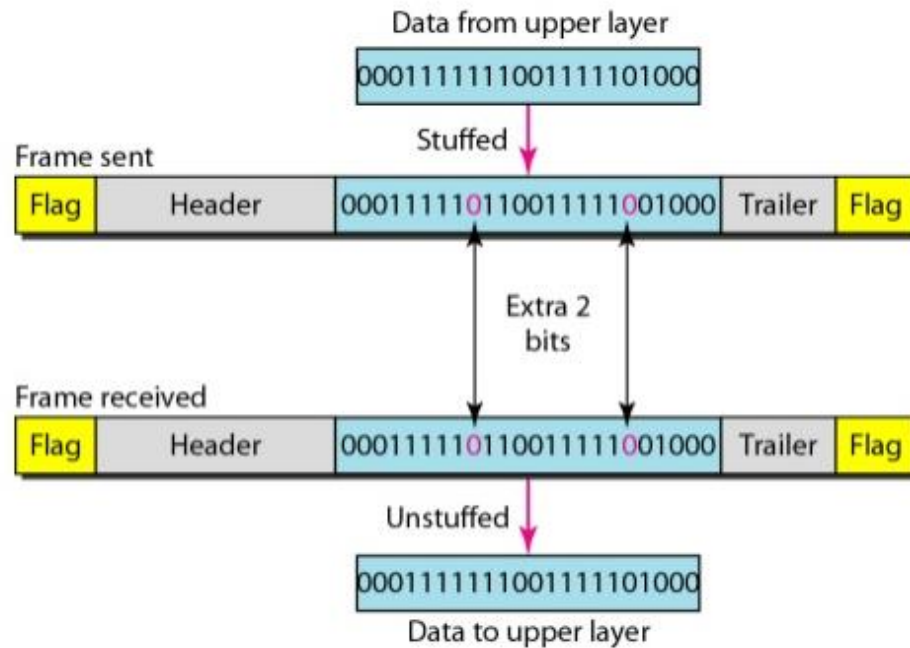 Data from upper layer
0001111111001111101000
Stuffed
Frame sent
Flag Header 000111110110011111001000 Trailer Flag
Extra 2
bits
Frame received
Flag Header 000111110110011111001000 Trailer Flag
Unstuffed
0001111111001111101000
Data to upper layer